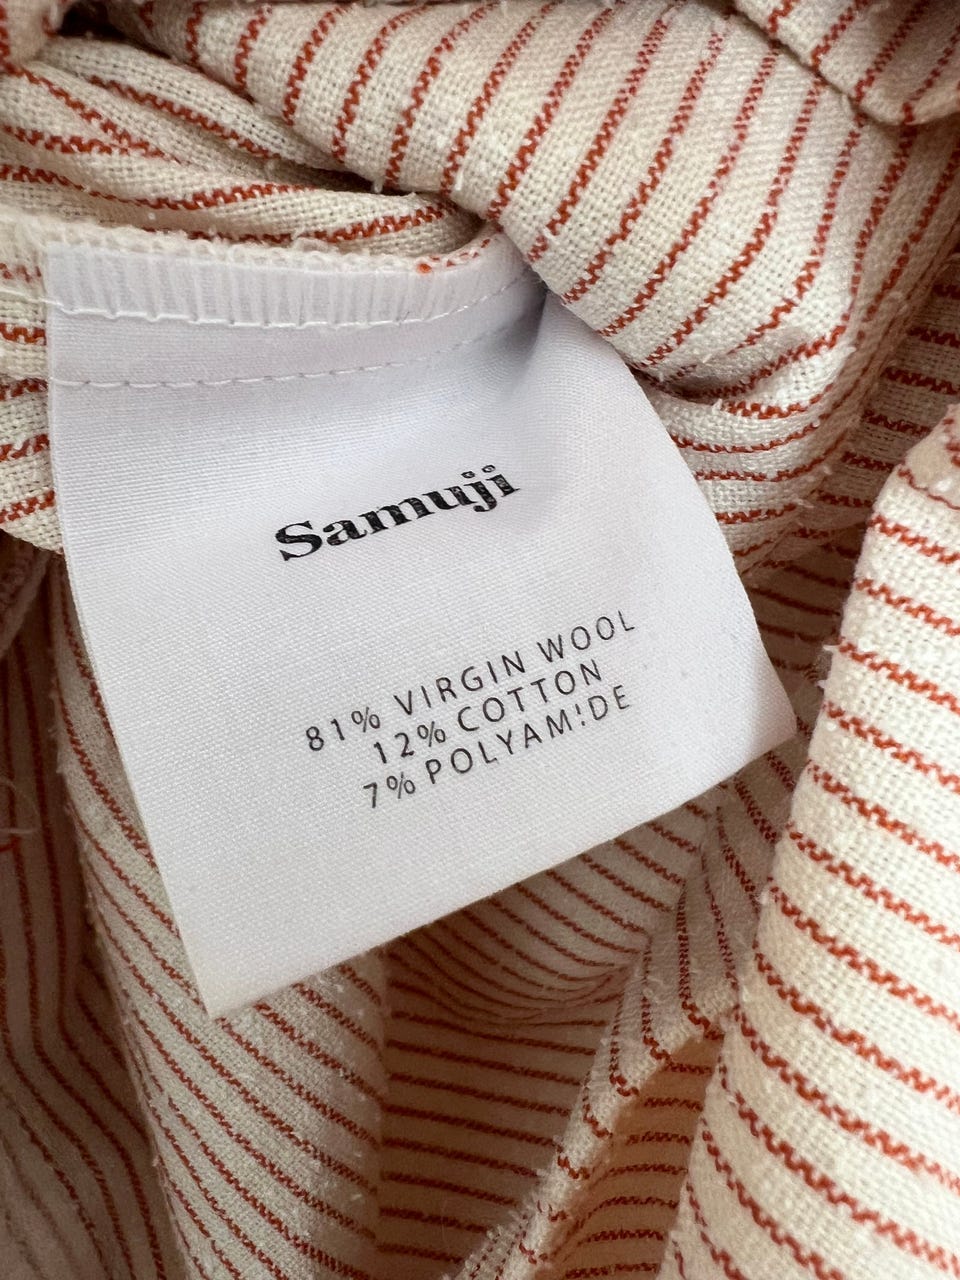 Samuji
81% VIRGIN WOOL
12% COTTON
7% POLYAM!DE